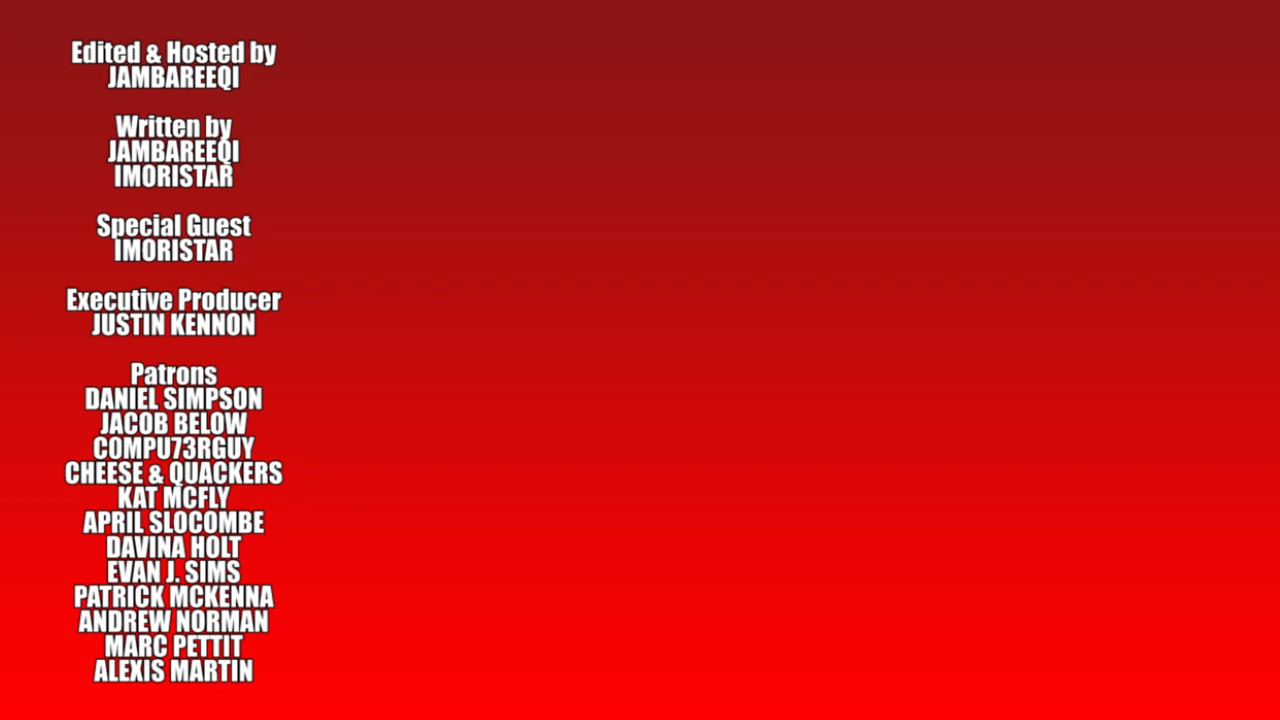 Edited & Hosted by
JAMBAREEQI
Written by
JAMBAREEQI
IMORISTAR
Special Guest
IMORISTAR
Executive Producer
JUSTIN KENNON
Patrons
DANIEL SIMPSON
JACOB BELOW
COMPU73RGUY
CHEESE & QUACKERS
KAT MCFLY
APRIL SLOCOMBE
DAVINA HOLT
EVAN J. SIMS
PATRICK MCKENNA
ANDREW NORMAN
MARC PETTIT
ALEXIS MARTIN